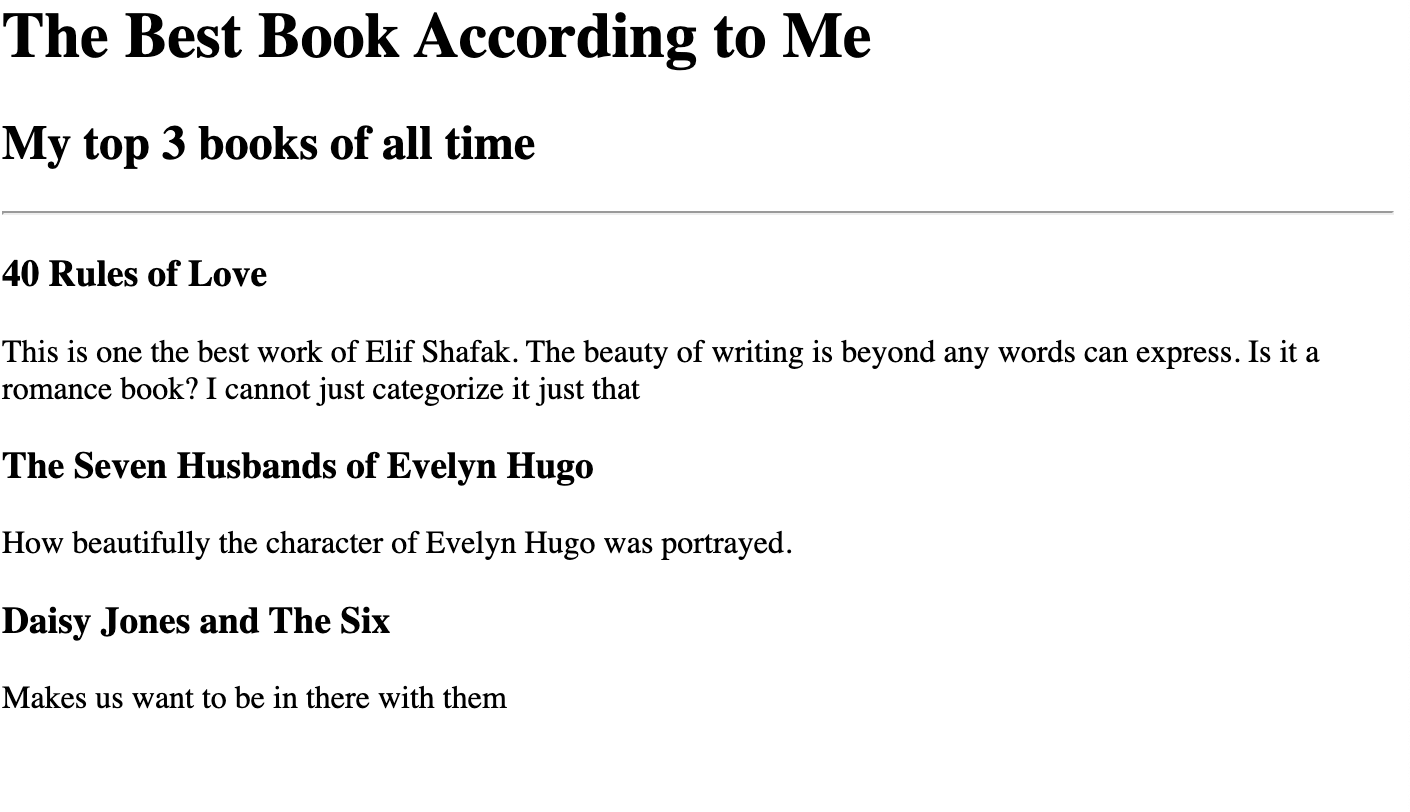 The Best Book According to Me
My top 3 books of all time
40 Rules of Love
This is one the best work of Elif Shafak. The beauty of writing is beyond any words can express. Is it a
romance book? I cannot just categorize it just that
The Seven Husbands of Evelyn Hugo
How beautifully the character of Evelyn Hugo was portrayed.
Daisy Jones and The Six
Makes us want to be in there with them